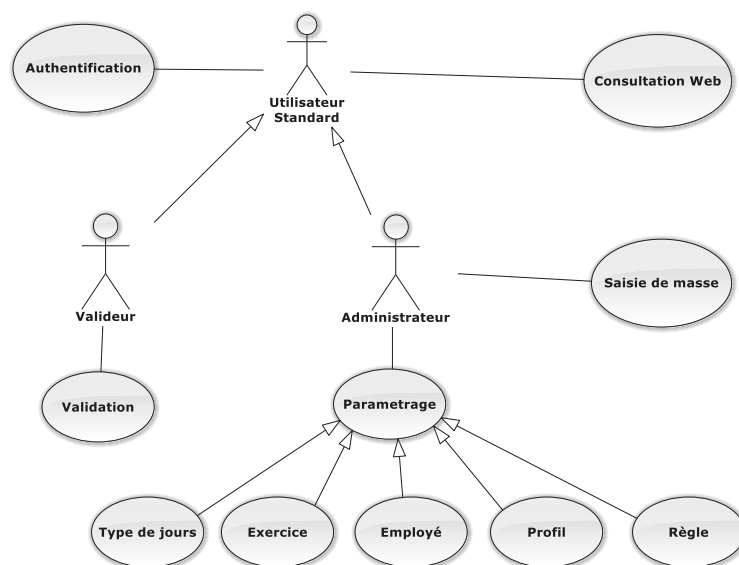 Authentification
Consultation Web
Utilisateur
Standard
Valideur
Administrateur
Saisie de masse
Validation
Parametrage
Type de jours
Exercice
Employé
Profil
Règle